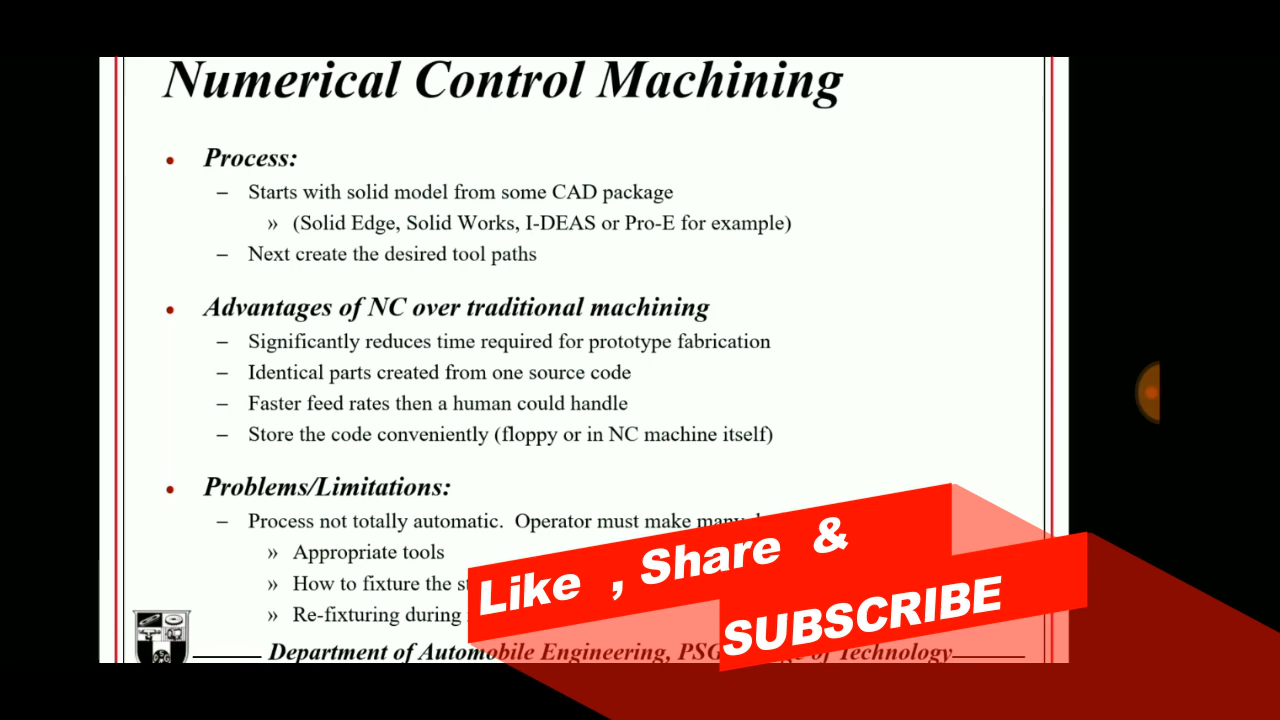 Numerical Control Machining
• Process:
– Starts with solid model from some CAD package
» (Solid Edge, Solid Works, I-DEAS or Pro-E for example)
– Next create the desired tool paths
• Advantages of NC over traditional machining
– Significantly reduces time required for prototype fabrication
– Identical parts created from one source code
– Faster feed rates then a human could handle
– Store the code conveniently (floppy or in NC machine itself)
• Problems/Limitations:
– Process not totally automatic. Operator must make
» Appropriate tools
» How to fixture the
» Re-fixturing during
Like , Share &
SUBSCRIBE
Department of Automobile Engineering, PSG of Technology